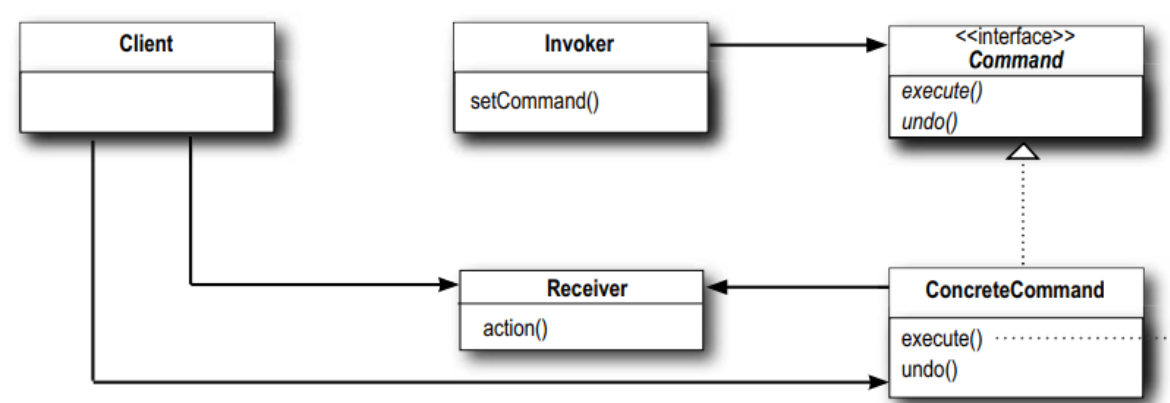 Client
Invoker
setCommand()
<<interface>>
Command
execute()
undo()
Receiver
action()
ConcreteCommand
execute()
undo()